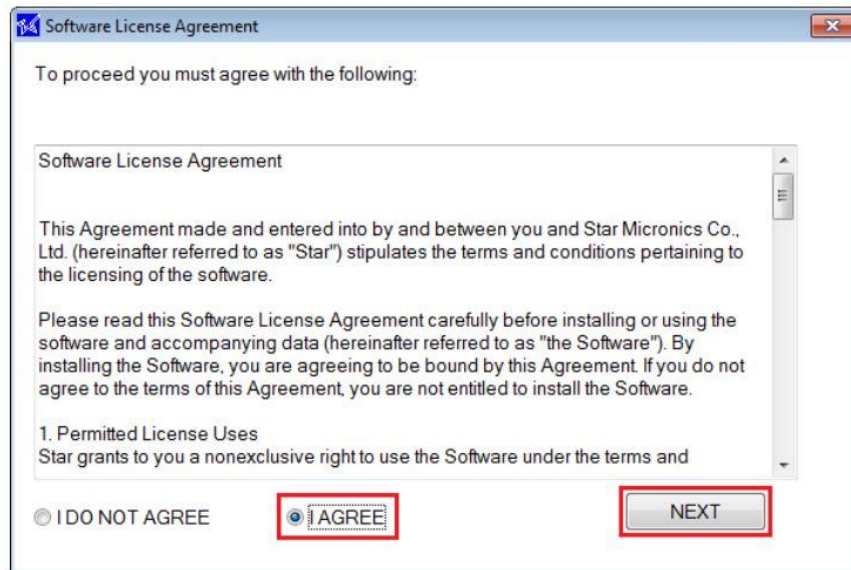 Software License Agreement
To proceed you must agree with the following:
Software License Agreement
This Agreement made and entered into by and between you and Star Micronics Co.,
Ltd. (hereinafter referred to as "Star") stipulates the terms and conditions pertaining to
the licensing of the software.
Please read this Software License Agreement carefully before installing or using the
software and accompanying data (hereinafter referred to as "the Software"). By
installing the Software, you are agreeing to be bound by this Agreement. If you do not
agree to the terms of this Agreement, you are not entitled to install the Software.
1. Permitted License Uses
Star grants to you a nonexclusive right to use the Software under the terms and
I DO NOT AGREE I AGREE NEXT